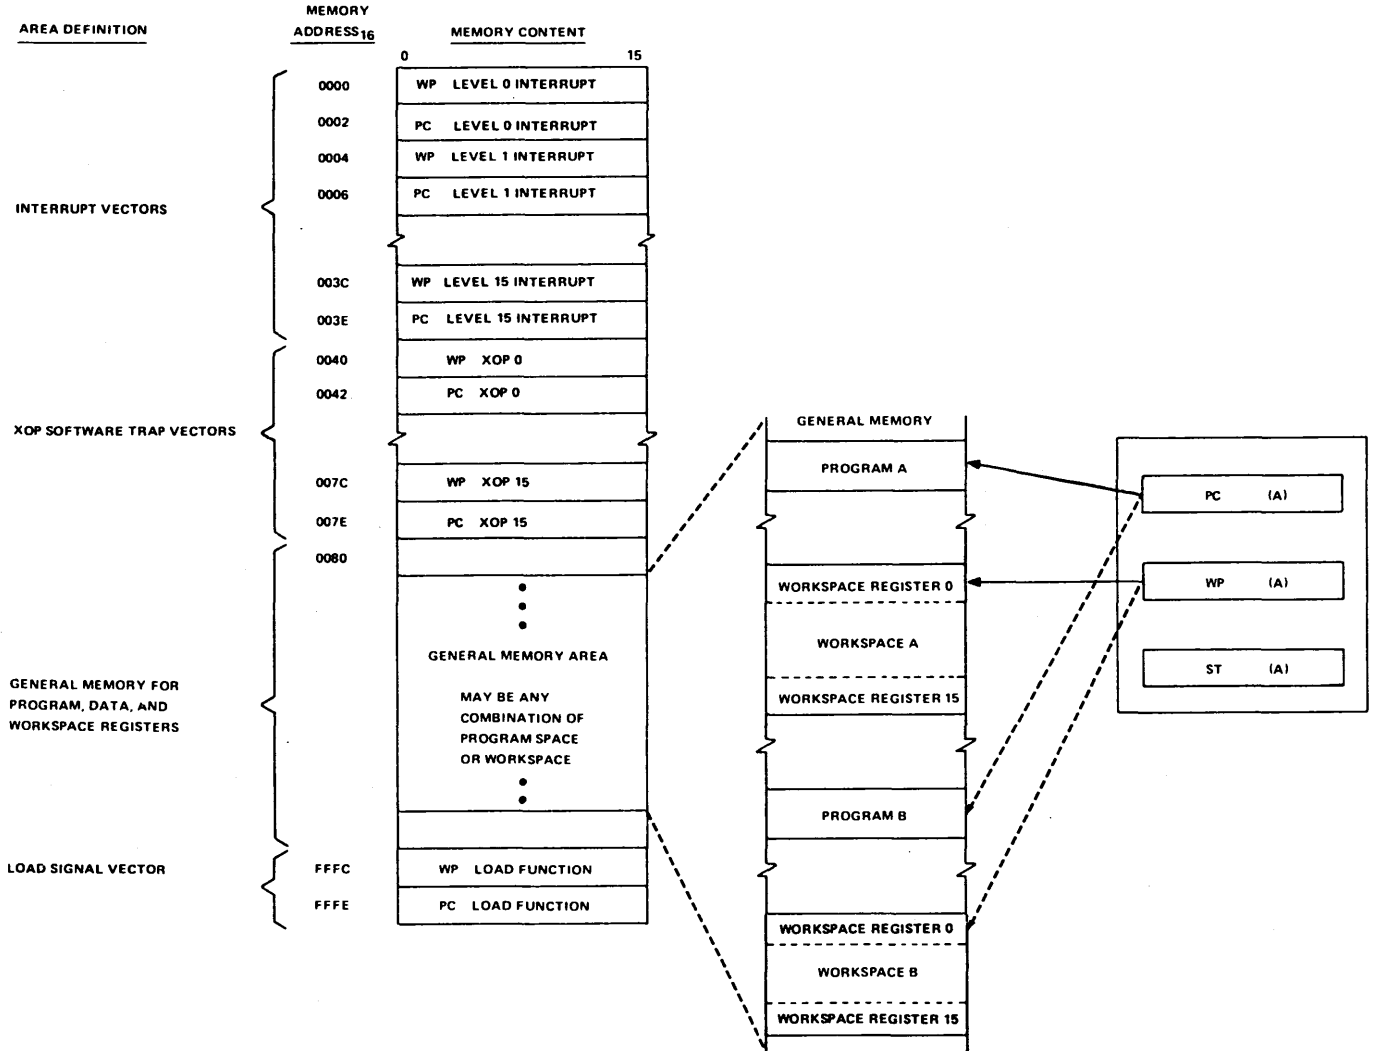 AREA DEFINITION
MEMORY
ADDRESS16
MEMORY CONTENT
0 15
0000 WP LEVEL 0 INTERRUPT
0002 PC LEVEL 0 INTERRUPT
0004 WP LEVEL 1 INTERRUPT
0006 PC LEVEL 1 INTERRUPT
INTERRUPT VECTORS
003C WP LEVEL 15 INTERRUPT
003E PC LEVEL 15 INTERRUPT
0040 WP XOP 0
0042 PC XOP 0
XOP SOFTWARE TRAP VECTORS
007C WP XOP 15
007E PC XOP 15
0080
GENERAL MEMORY AREA
MAY BE ANY
COMBINATION OF
PROGRAM SPACE
OR WORKSPACE
GENERAL MEMORY FOR
PROGRAM, DATA, AND
WORKSPACE REGISTERS
LOAD SIGNAL VECTOR
FFFC WP LOAD FUNCTION
FFFE PC LOAD FUNCTION
GENERAL MEMORY
PROGRAM A
WORKSPACE REGISTER 0
WORKSPACE A
WORKSPACE REGISTER 15
PROGRAM B
WORKSPACE REGISTER 0
WORKSPACE B
WORKSPACE REGISTER 15
PC (A)
WP (A)
ST (A)